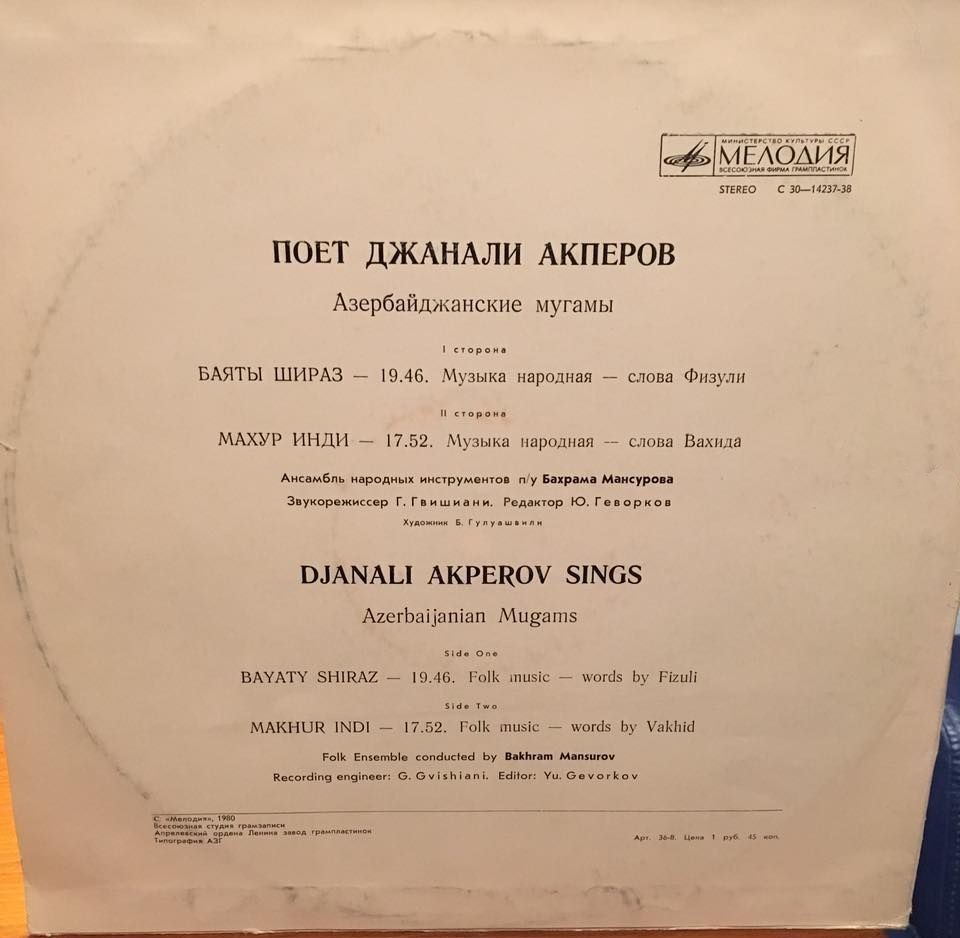 МИНИСТЕРСТВО КУЛЬТУРЫ СССР
МЕЛОДИЯ
ВСЕСОЮЗНАЯ ФИРМА ГРАМПЛАСТИНОК
STEREO С 30—14237-38
ПОЕТ ДЖАНАЛИ АКПЕРОВ
Азербайджанские мугамы
I сторона
БАЯТЫ ШИРАЗ — 19.46. Музыка народная — слова Физули
II сторона
МАХУР ИНДИ — 17.52. Музыка народная — слова Вахида
Ансамбль народных инструментов п/у Бахрама Мансурова
Звукорежиссер Г. Гвишиани. Редактор Ю. Геворков
Художник Б. Гулуашвили
DJANALI AKPEROV SINGS
Azerbaijanian Mugams
Side One
BAYATY SHIRAZ — 19.46. Folk music — words by Fizuli
Side Two
MAKHUR INDI — 17.52. Folk music — words by Vakhid
Folk Ensemble conducted by Bakhram Mansurov
Recording engineer: G. Gvishiani. Editor: Yu. Gevorkov
С. «Мелодия», 1980
Всесоюзная студия грамзаписи
Апрелевский ордена Ленина завод грампластинок
Типография АЗГ
Арт. 36-8. Цена 1 руб. 45 коп.